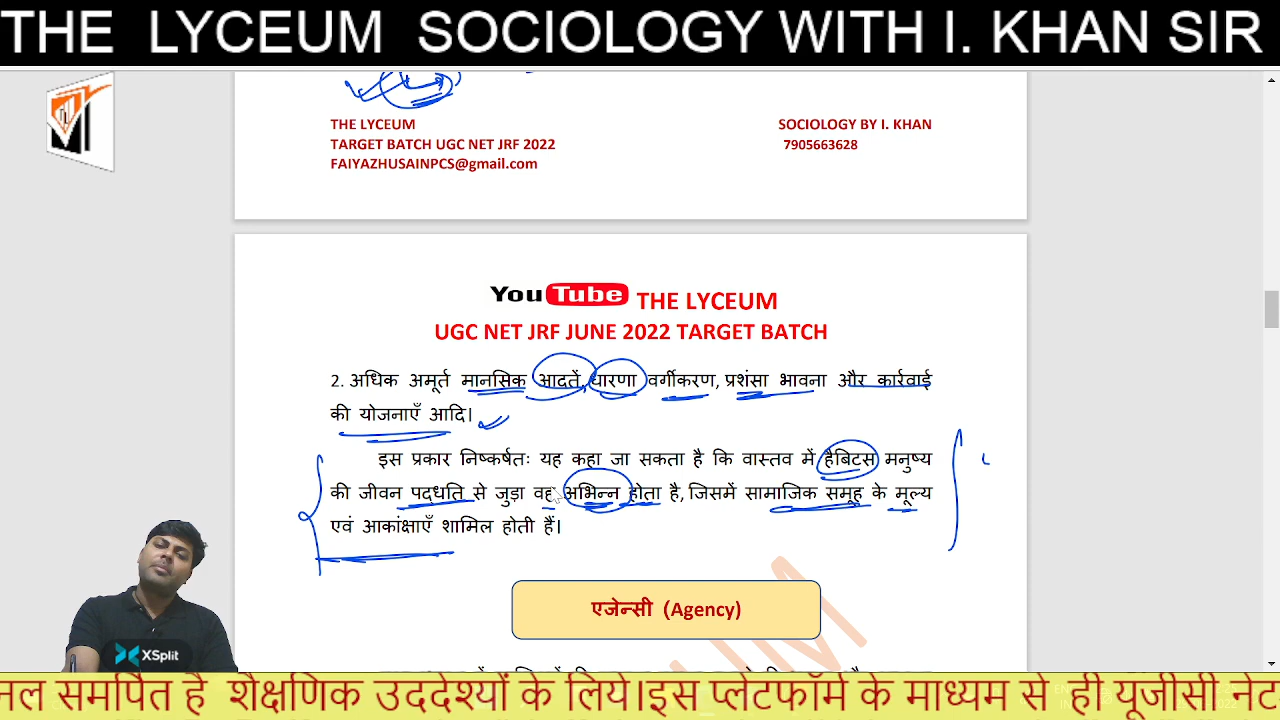 THE LYCEUM SOCIOLOGY WITH I. KHAN SIR
THE LYCEUM
SOCIOLOGY BY I. KHAN
TARGET BATCH UGC NET JRF 2022
7905663628
FAIYAZHUSAINPCS@gmail.com
YouTube THE LYCEUM
UGC NET JRF JUNE 2022 TARGET BATCH
2. अधिक अमूर्त मानसिक आदतें, धारणा वर्गीकरण, प्रशंसा भावना और कार्रवाई
की योजनाएँ आदि।
इस प्रकार निष्कर्षतः यह कहा जा सकता है कि वास्तव में हैबिटस मनुष्य
की जीवन पद्धति से जुड़ा वह अभिन्न होता है, जिसमें सामाजिक समूह के मूल्य
एवं आकांक्षाएँ शामिल होती हैं।
एजेन्सी (Agency)
XSplit
नल समर्पित है शैक्षणिक उददेश्यों के लिये।इस प्लेटफॉर्म के माध्यम से ही यूजीसी नेट